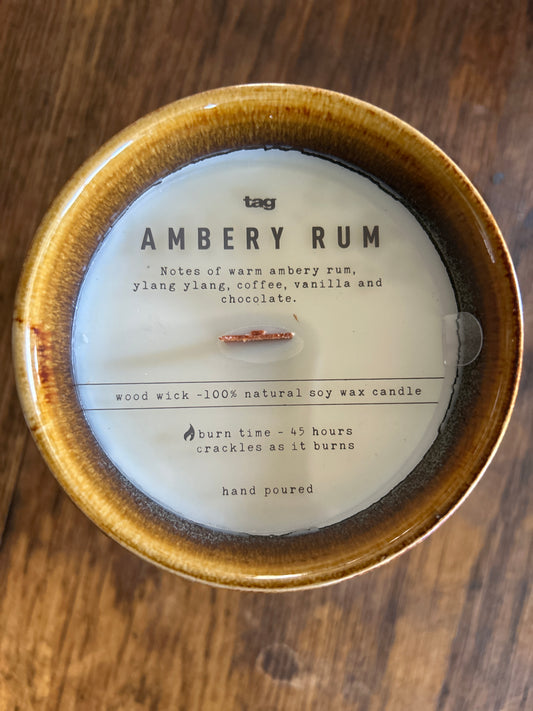 tag
AMBERY RUM
Notes of warm ambery rum,
ylang ylang, coffee, vanilla and
chocolate.
wood wick -100% natural soy wax candle
burn time - 45 hours
crackles as it burns
hand poured